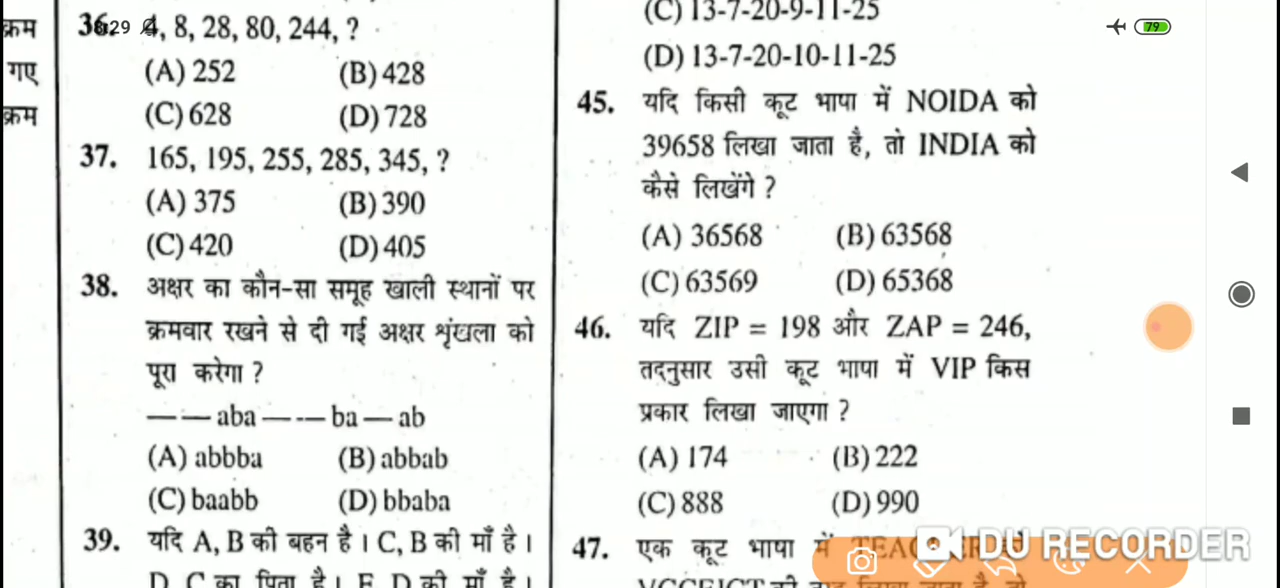 क्रम
गए
क्रम
36. 4, 8, 28, 80, 244, ?
(A) 252 (B) 428
(C) 628 (D) 728
37. 165, 195, 255, 285, 345, ?
(A) 375 (B) 390
(C) 420 (D) 405
38. अक्षर का कौन-सा समूह खाली स्थानों पर
क्रमवार रखने से दी गई अक्षर शृंखला को
पूरा करेगा ?
— — aba — — ba — ab
(A) abbba (B) abbab
(C) baabb (D) bbaba
39. यदि A, B की बहन है । C, B की माँ है ।
D, C का पिता है । E, D की माँ है ।
(C) 13-7-20-9-11-25
(D) 13-7-20-10-11-25
45. यदि किसी कूट भाषा में NOIDA को
39658 लिखा जाता है, तो INDIA को
कैसे लिखेंगे ?
(A) 36568 (B) 63568
(C) 63569 (D) 65368
46. यदि ZIP = 198 और ZAP = 246,
तदनुसार उसी कूट भाषा में VIP किस
प्रकार लिखा जाएगा ?
(A) 174 (B) 222
(C) 888 (D) 990
47. एक कूट भाषा में
79
DU RECORDER